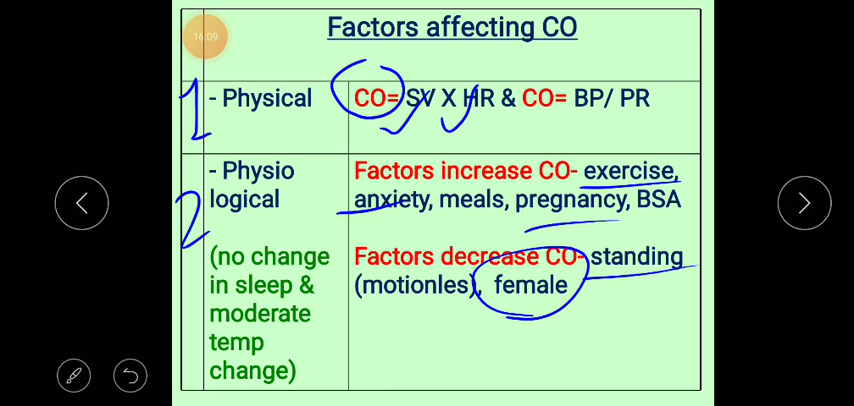 Factors affecting CO
16:09
1
- Physical
CO= SV X HR & CO= BP/ PR
2
- Physio
logical
(no change
in sleep &
moderate
temp
change)
Factors increase CO- exercise,
anxiety, meals, pregnancy, BSA
Factors decrease CO- standing
(motionles), female